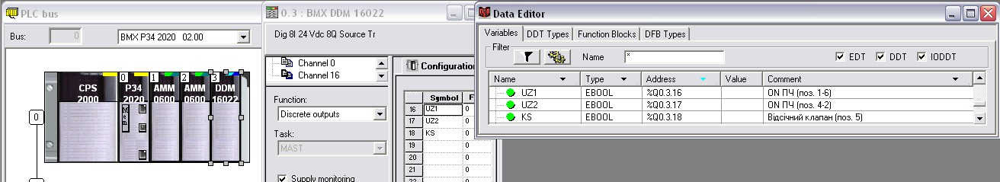 PLC bus
Bus:
0
BMX P34 2020 02.00
0
1
2
3
CPS
P34
AMM
AMM
DDM
2000
2020
0600
0600
16022
Mem
0
0.3 : BMX DDM 16022
Dig 8I 24 Vdc 8Q Source Tr
Channel 0
Channel 16
Function:
Discrete outputs
Task:
MAST
Supply monitoring
Configuration
Symbol F
16 UZ1 0
17 UZ2 0
18 KS 0
19 0
20 0
21 0
22 0
Data Editor
Variables DDT Types Function Blocks DFB Types
Filter
Name * EDT DDT IODDT
Name Type Address Value Comment
UZ1 EBOOL %Q0.3.16 ON ПЧ (поз. 1-6)
UZ2 EBOOL %Q0.3.17 ON ПЧ (поз. 4-2)
KS EBOOL %Q0.3.18 Відсічний клапан (поз. 5)